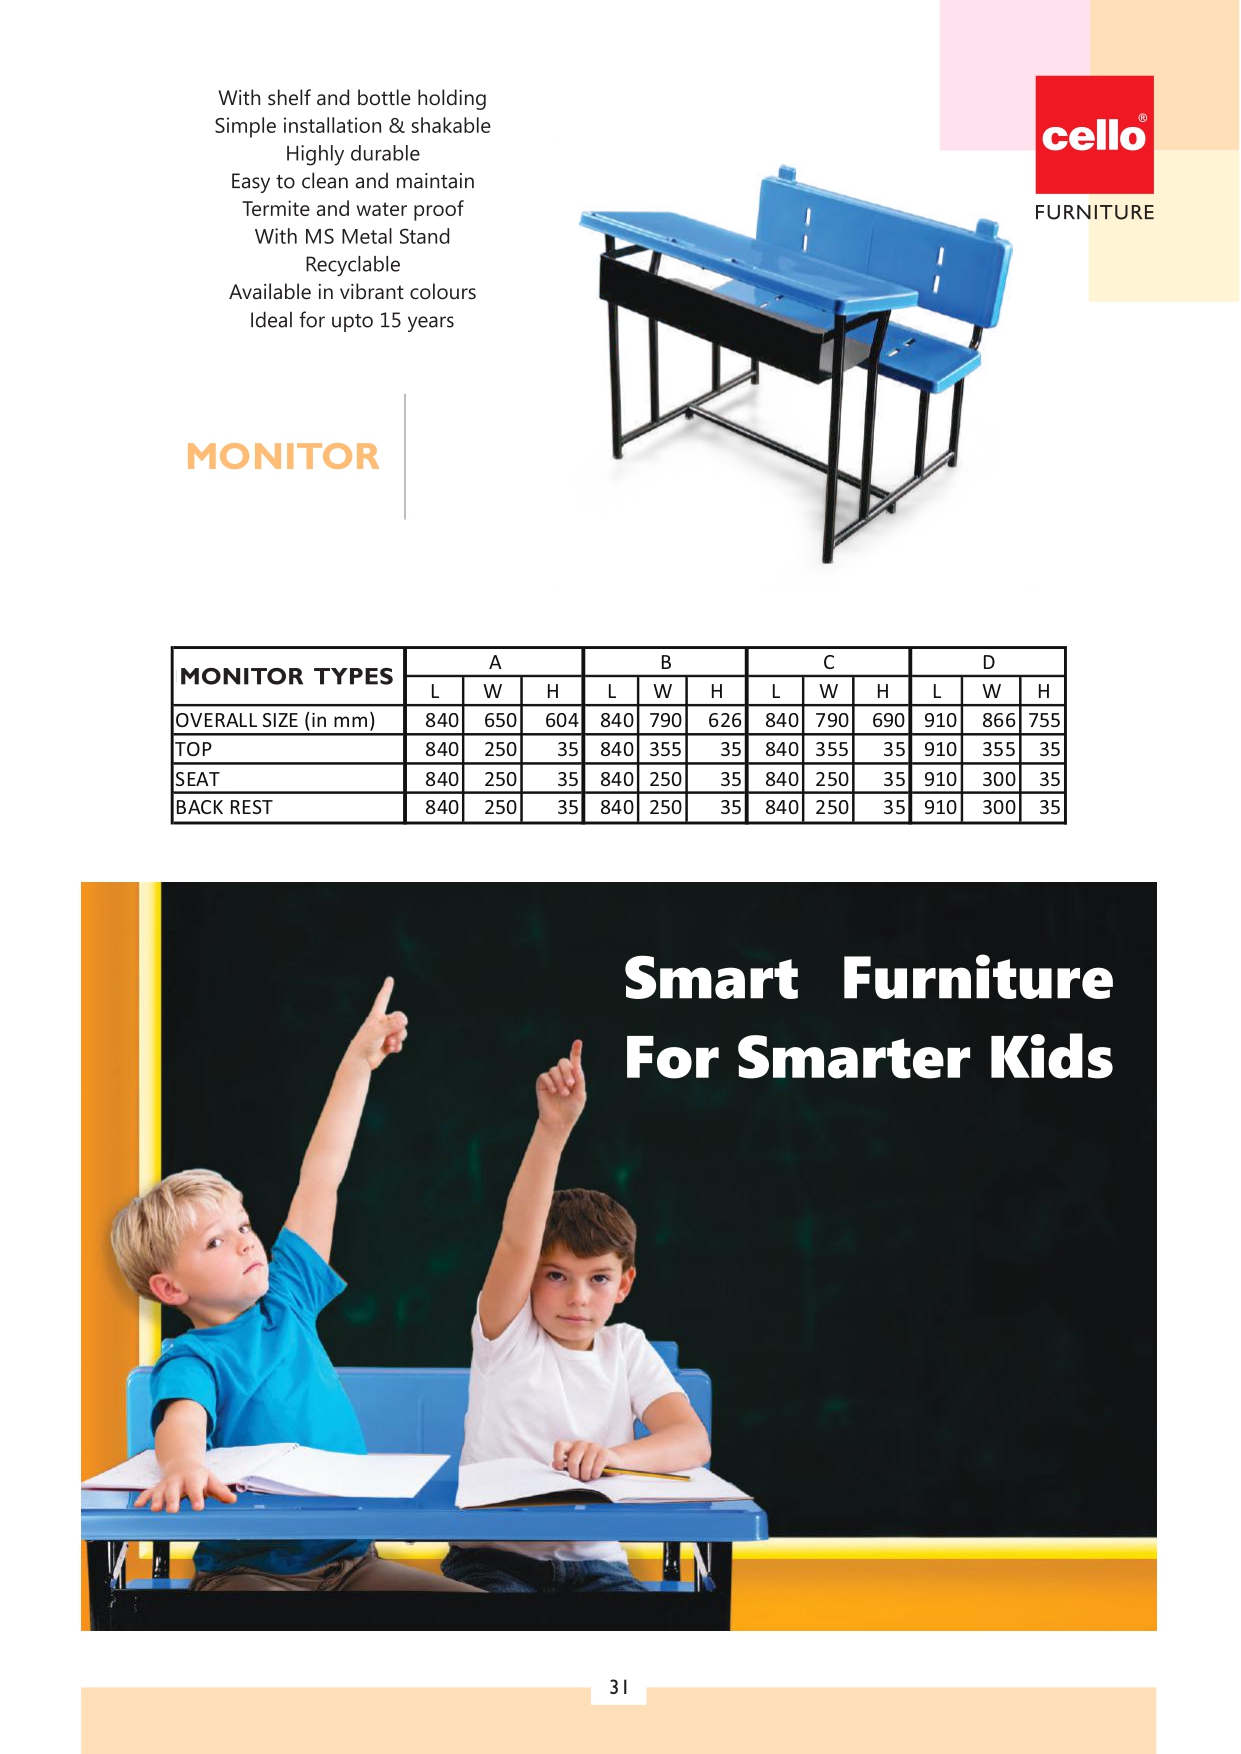 With shelf and bottle holding
Simple installation & shakable
Highly durable
Easy to clean and maintain
Termite and water proof
With MS Metal Stand
Recyclable
Available in vibrant colours
Ideal for upto 15 years
cello®
FURNITURE
MONITOR
MONITOR TYPES A B C D
L W H L W H L W H L W H
OVERALL SIZE (in mm) 840 650 604 840 790 626 840 790 690 910 866 755
TOP 840 250 35 840 355 35 840 355 35 910 355 35
SEAT 840 250 35 840 250 35 840 250 35 910 300 35
BACK REST 840 250 35 840 250 35 840 250 35 910 300 35
Smart Furniture
For Smarter Kids
31